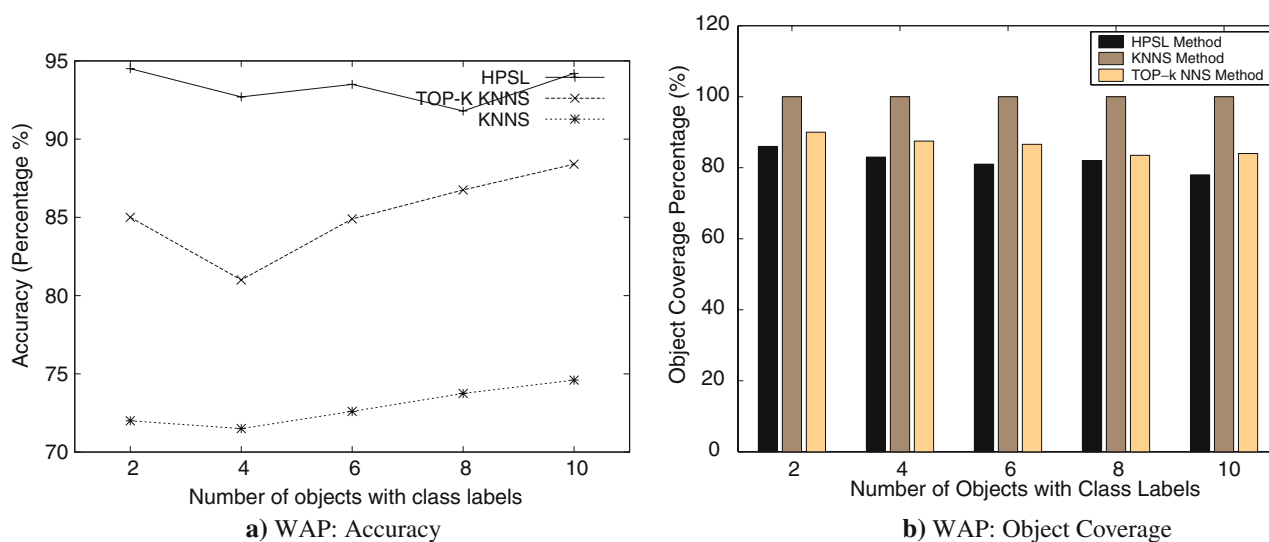 95
90
85
80
75
70
2 4 6 8 10
Accuracy (Percentage %)
Number of objects with class labels
HPSL
TOP-K KNNS
KNNS
a) WAP: Accuracy
120
100
80
60
40
20
0
2 4 6 8 10
Object Coverage Percentage (%)
Number of Objects with Class Labels
HPSL Method
KNNS Method
TOP−k NNS Method
b) WAP: Object Coverage